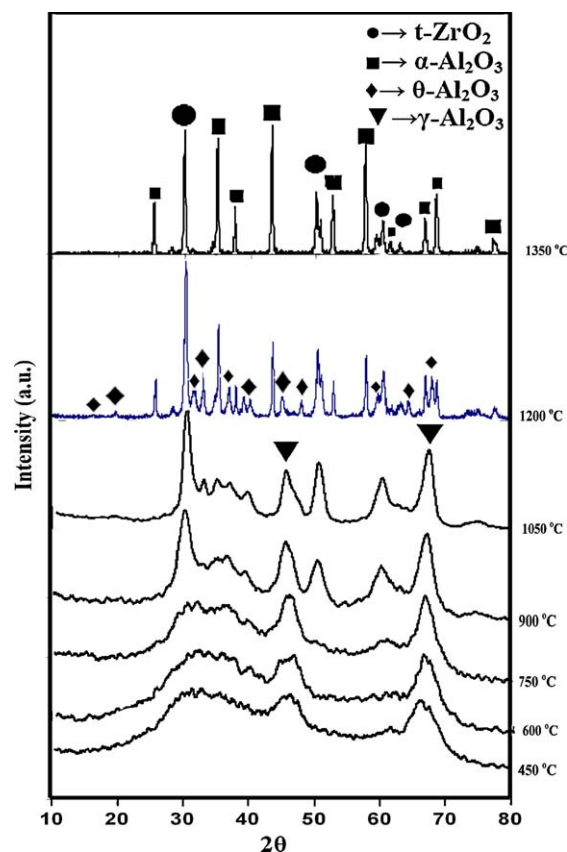 ●→ t-ZrO₂
■→ α-Al₂O₃
◆→ θ-Al₂O₃
▼→γ-Al₂O₃
1350 °C
1200 °C
1050 °C
900 °C
750 °C
600 °C
450 °C
Intensity (a.u.)
10 20 30 40 50 60 70 80
2θ